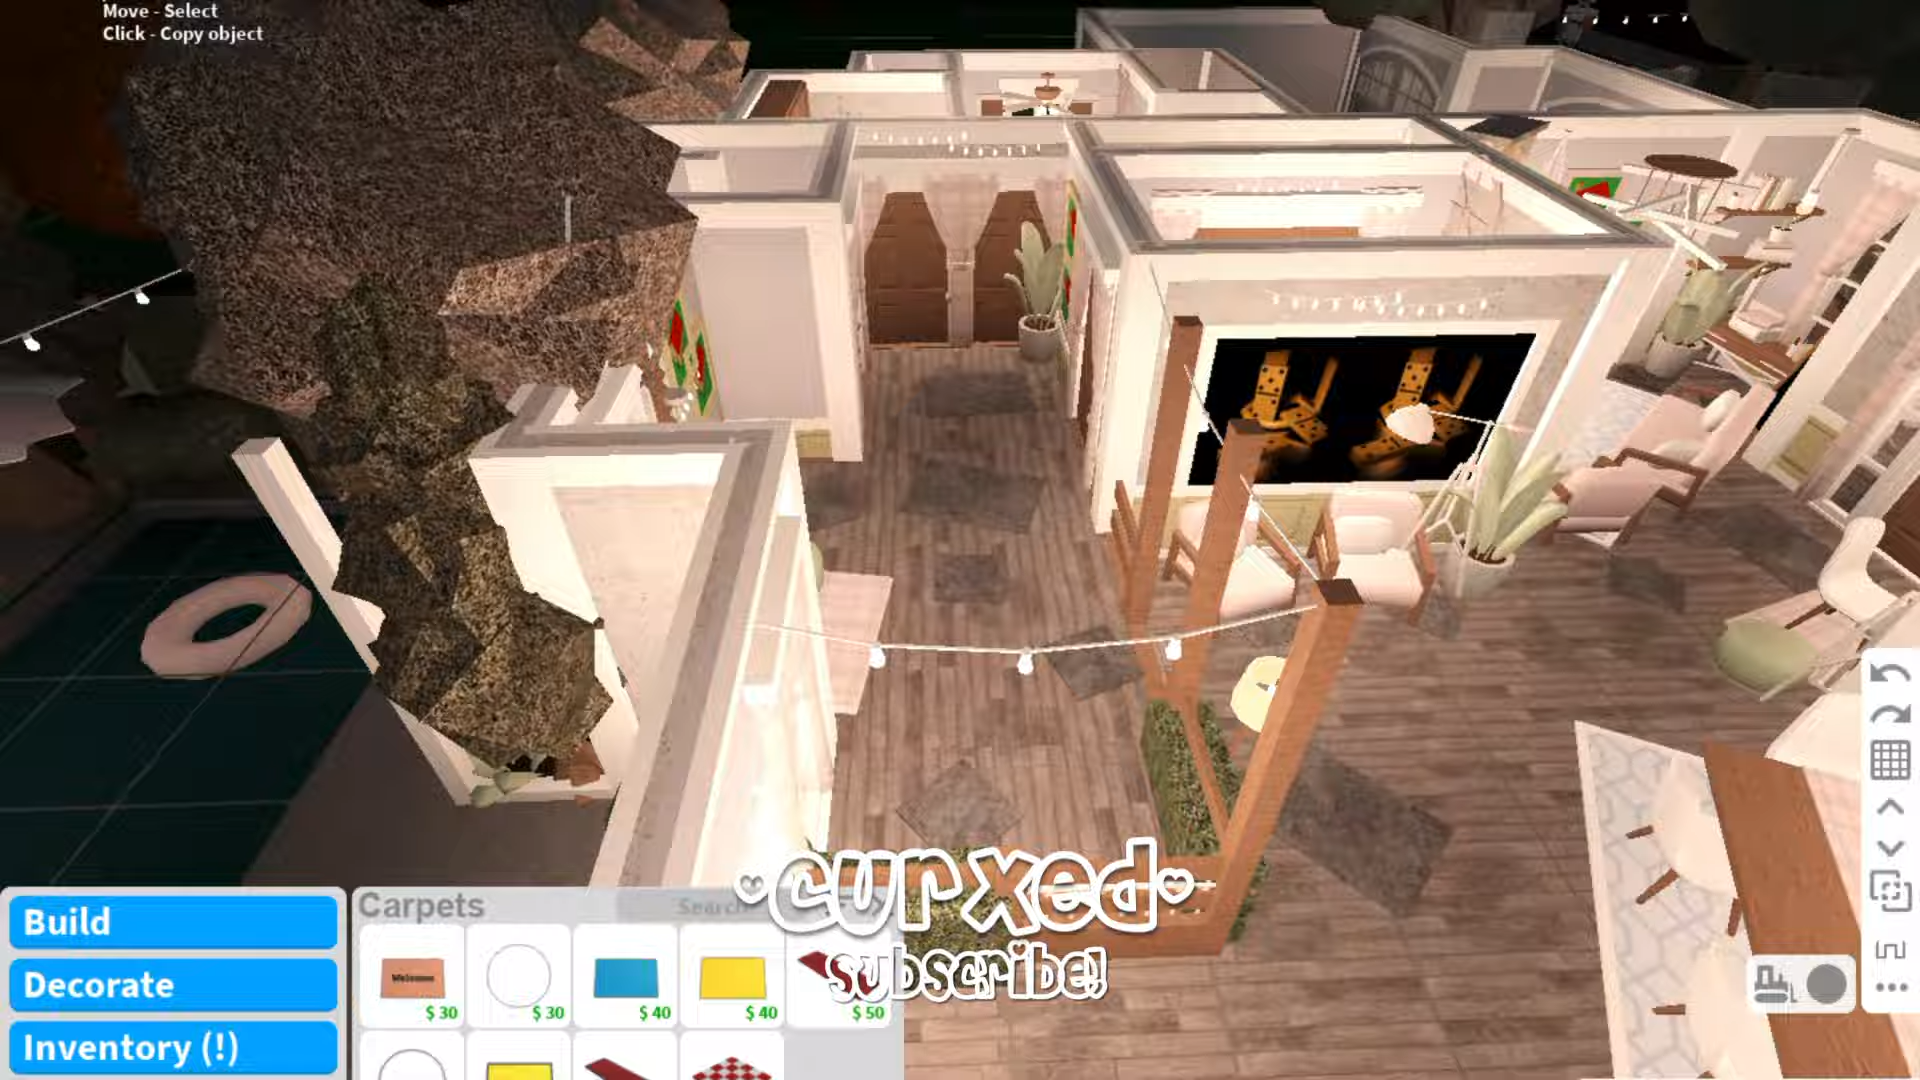 Move - Select
Click - Copy object
Build
Decorate
Inventory (!)
Carpets
Search
Welcome
$ 30
$ 30
$ 40
$ 40
$ 50
curxed
subscribe!